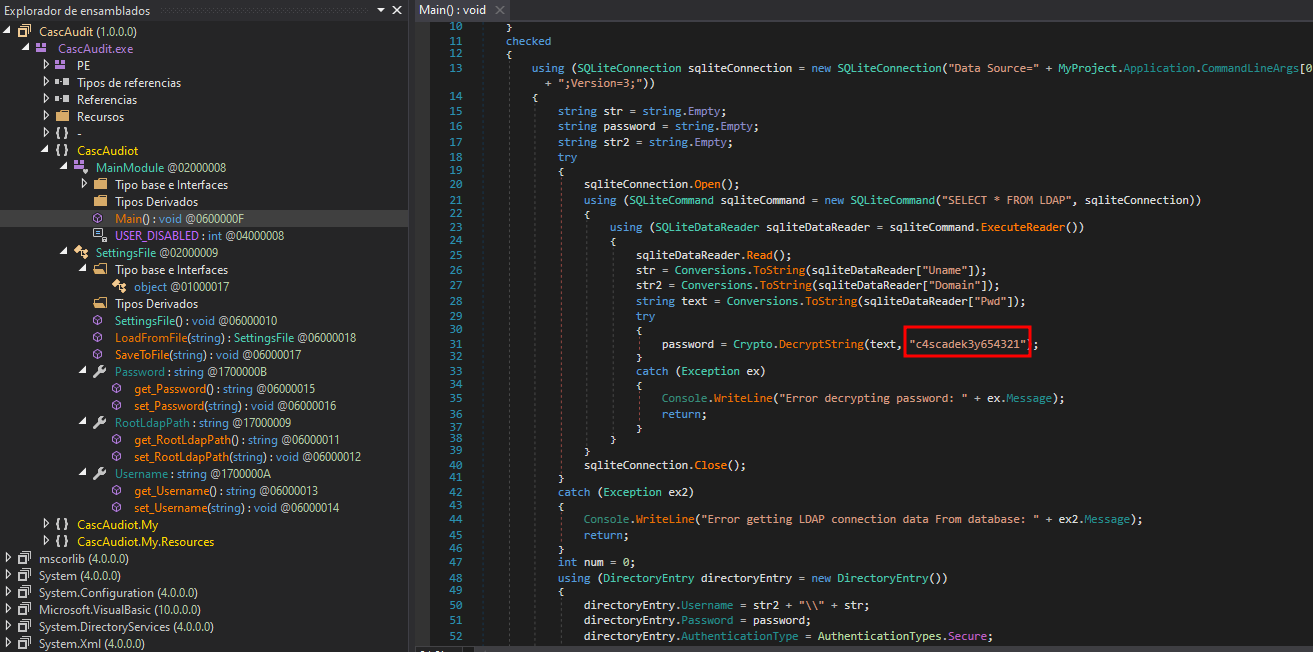 Explorador de ensamblados
CascAudit (1.0.0.0)
CascAudit.exe
PE
Tipos de referencias
Referencias
Recursos
{ } -
{ } CascAudiot
MainModule @02000008
Tipo base e Interfaces
Tipos Derivados
Main() : void @0600000F
USER_DISABLED : int @04000008
SettingsFile @02000009
Tipo base e Interfaces
object @01000017
Tipos Derivados
SettingsFile() : void @06000010
LoadFromFile(string) : SettingsFile @06000018
SaveToFile(string) : void @06000017
Password : string @1700000B
get_Password() : string @06000015
set_Password(string) : void @06000016
RootLdapPath : string @17000009
get_RootLdapPath() : string @06000011
set_RootLdapPath(string) : void @06000012
Username : string @1700000A
get_Username() : string @06000013
set_Username(string) : void @06000014
{ } CascAudiot.My
{ } CascAudiot.My.Resources
mscorlib (4.0.0.0)
System (4.0.0.0)
System.Configuration (4.0.0.0)
Microsoft.VisualBasic (10.0.0.0)
System.DirectoryServices (4.0.0.0)
System.Xml (4.0.0.0)
Main() : void
10 }
11 checked
12 {
13 using (SQLiteConnection sqliteConnection = new SQLiteConnection("Data Source=" + MyProject.Application.CommandLineArgs[0
+ ";Version=3;"))
14 {
15 string str = string.Empty;
16 string password = string.Empty;
17 string str2 = string.Empty;
18 try
19 {
20 sqliteConnection.Open();
21 using (SQLiteCommand sqliteCommand = new SQLiteCommand("SELECT * FROM LDAP", sqliteConnection))
22 {
23 using (SQLiteDataReader sqliteDataReader = sqliteCommand.ExecuteReader())
24 {
25 sqliteDataReader.Read();
26 str = Conversions.ToString(sqliteDataReader["Uname"]);
27 str2 = Conversions.ToString(sqliteDataReader["Domain"]);
28 string text = Conversions.ToString(sqliteDataReader["Pwd"]);
29 try
30 {
31 password = Crypto.DecryptString(text, "c4scadek3y654321");
32 }
33 catch (Exception ex)
34 {
35 Console.WriteLine("Error decrypting password: " + ex.Message);
36 return;
37 }
38 }
39 }
40 sqliteConnection.Close();
41 }
42 catch (Exception ex2)
43 {
44 Console.WriteLine("Error getting LDAP connection data From database: " + ex2.Message);
45 return;
46 }
47 int num = 0;
48 using (DirectoryEntry directoryEntry = new DirectoryEntry())
49 {
50 directoryEntry.Username = str2 + "\\" + str;
51 directoryEntry.Password = password;
52 directoryEntry.AuthenticationType = AuthenticationTypes.Secure;